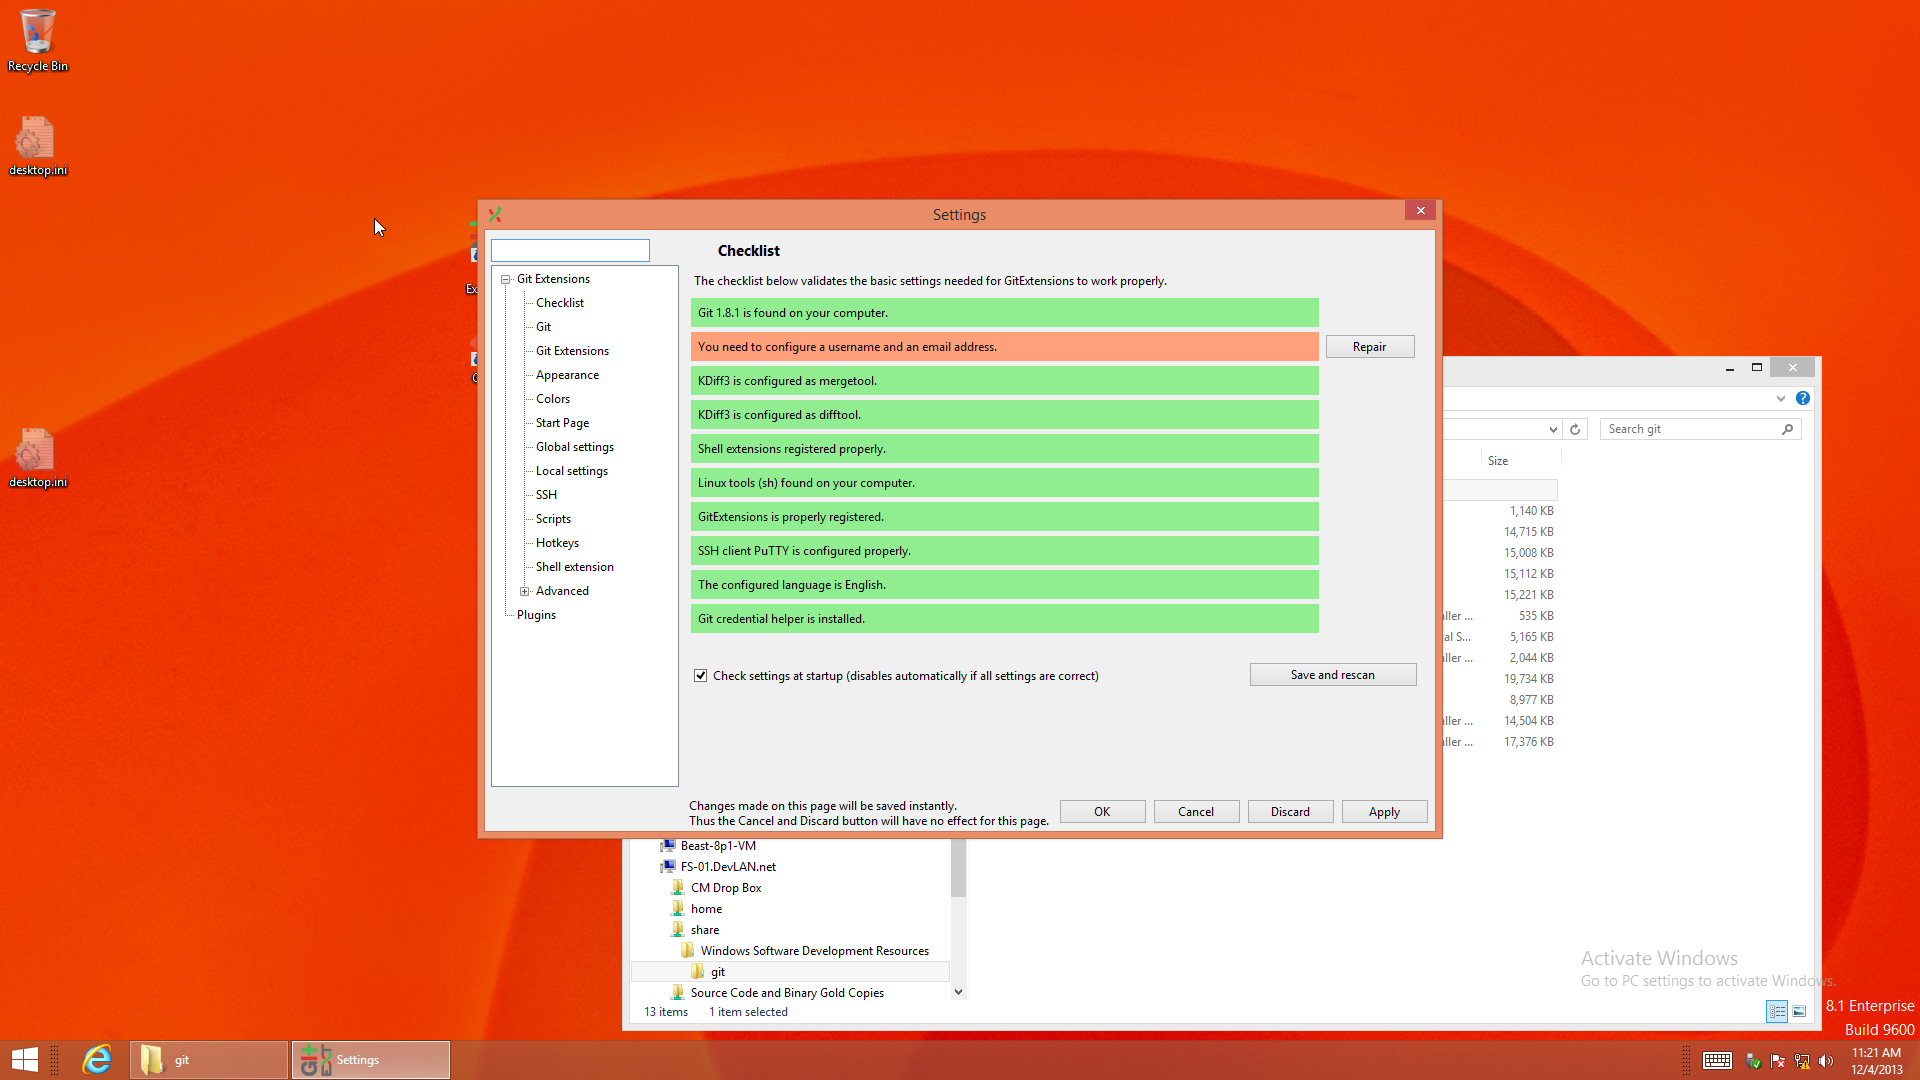 Recycle Bin
desktop.ini
desktop.ini
Ex
Settings
Checklist
The checklist below validates the basic settings needed for GitExtensions to work properly.
Git Extensions
Checklist
Git
Git Extensions
Appearance
Colors
Start Page
Global settings
Local settings
SSH
Scripts
Hotkeys
Shell extension
Advanced
Plugins
Git 1.8.1 is found on your computer.
You need to configure a username and an email address.
Repair
KDiff3 is configured as mergetool.
KDiff3 is configured as difftool.
Shell extensions registered properly.
Linux tools (sh) found on your computer.
GitExtensions is properly registered.
SSH client PuTTY is configured properly.
The configured language is English.
Git credential helper is installed.
Check settings at startup (disables automatically if all settings are correct)
Save and rescan
Changes made on this page will be saved instantly.
Thus the Cancel and Discard button will have no effect for this page.
OK
Cancel
Discard
Apply
Search git
Size
1,140 KB
14,715 KB
15,008 KB
15,112 KB
15,221 KB
ller ... 535 KB
al S... 5,165 KB
ller ... 2,044 KB
19,734 KB
8,977 KB
ller ... 14,504 KB
ller ... 17,376 KB
Beast-8p1-VM
FS-01.DevLAN.net
CM Drop Box
home
share
Windows Software Development Resources
git
Source Code and Binary Gold Copies
13 items 1 item selected
Activate Windows
Go to PC settings to activate Windows.
8.1 Enterprise
Build 9600
git
Settings
11:21 AM
12/4/2013